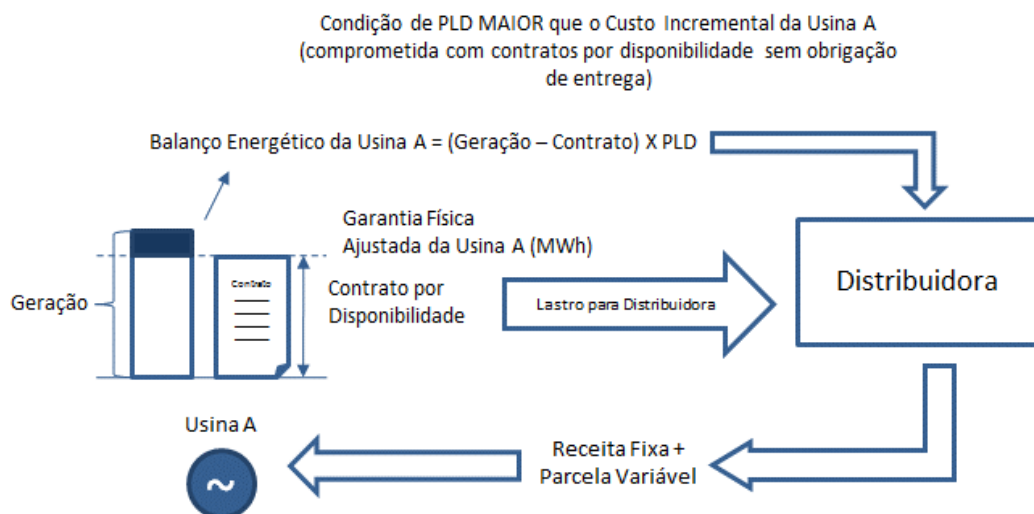 Condição de PLD MAIOR que o Custo Incremental da Usina A
(comprometida com contratos por disponibilidade sem obrigação
de entrega)
Balanço Energético da Usina A = (Geração – Contrato) X PLD
Garantia Física
Ajustada da Usina A (MWh)
Contrato
Geração
Contrato por
Disponibilidade
Lastro para Distribuidora
Distribuidora
Usina A
~
Receita Fixa +
Parcela Variável